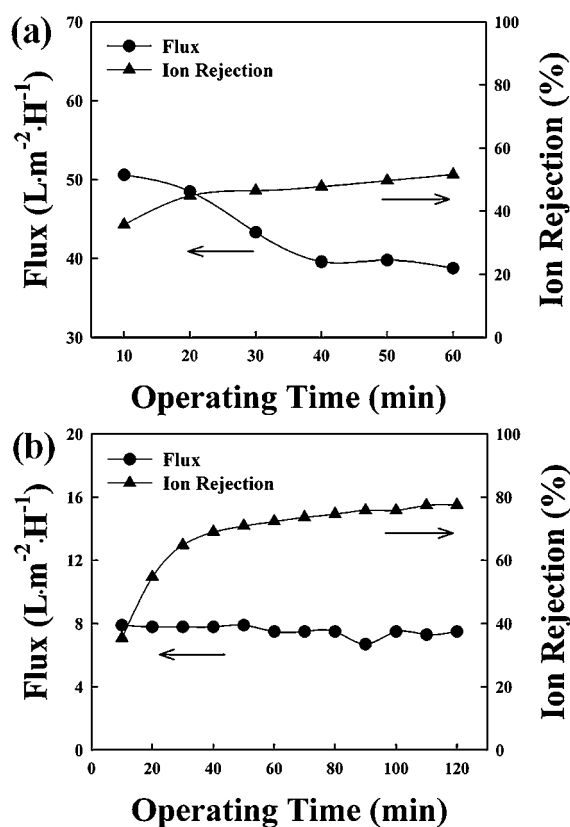 (a)
70
60
50
40
30
Flux (L·m⁻²·H⁻¹)
Flux
Ion Rejection
100
80
60
40
20
0
Ion Rejection (%)
10 20 30 40 50 60
Operating Time (min)
(b)
20
16
12
8
4
0
Flux (L·m⁻²·H⁻¹)
Flux
Ion Rejection
100
80
60
40
20
0
Ion Rejection (%)
0 20 40 60 80 100 120
Operating Time (min)